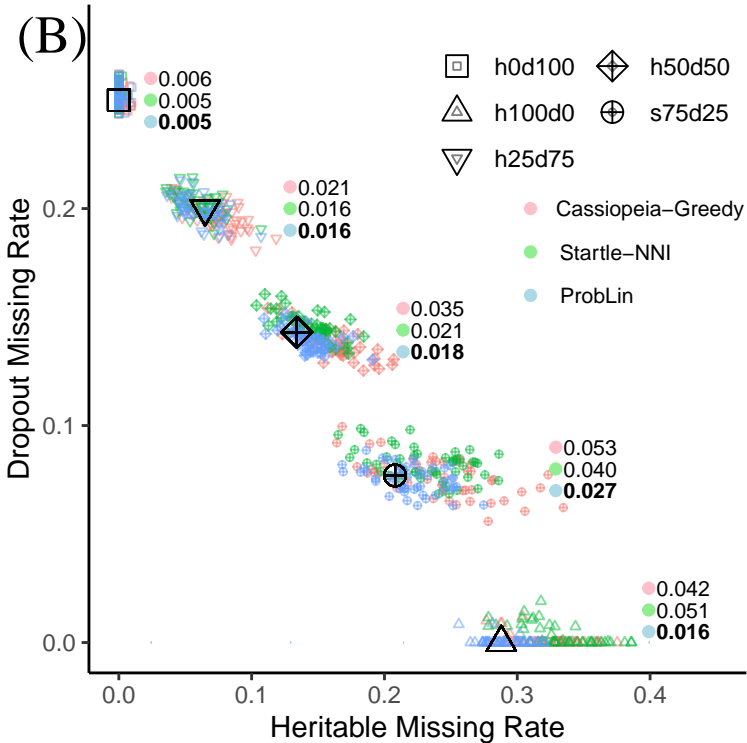 (B)
0.006
0.005
0.005
0.021
0.016
0.016
0.035
0.021
0.018
0.053
0.040
0.027
0.042
0.051
0.016
h0d100
h50d50
h100d0
s75d25
h25d75
Cassiopeia−Greedy
Startle−NNI
ProbLin
Dropout Missing Rate
0.2
0.1
0.0
0.0
0.1
0.2
0.3
0.4
Heritable Missing Rate